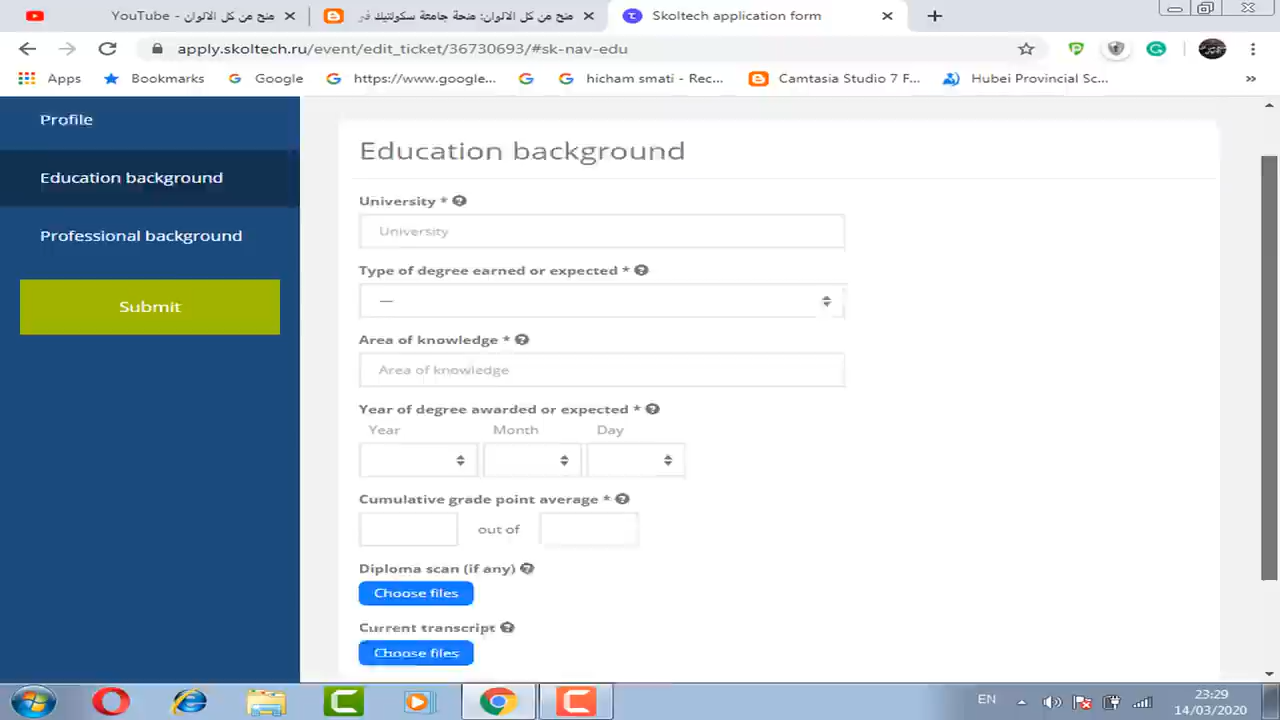 منح من كل الالوان - YouTube
منح من كل الالوان: منحة جامعة سكولتيك في
Skoltech application form
apply.skoltech.ru/event/edit_ticket/36730693/#sk-nav-edu
Apps
Bookmarks
Google
https://www.google...
hicham smati - Rec...
Camtasia Studio 7 F...
Hubei Provincial Sc...
»
Profile
Education background
Professional background
Submit
Education background
University *
University
Type of degree earned or expected *
—
Area of knowledge *
Area of knowledge
Year of degree awarded or expected *
Year Month Day
Cumulative grade point average *
out of
Diploma scan (if any)
Choose files
Current transcript
Choose files
EN
23:29
14/03/2020